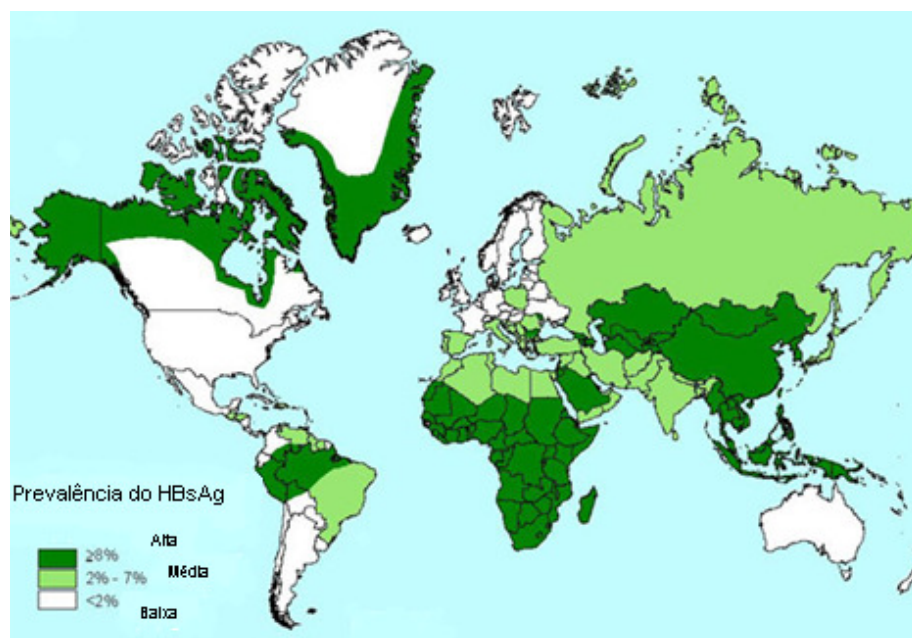 Prevalência do HBsAg
Alta
≥8%
2% - 7% Média
<2%
Baixa